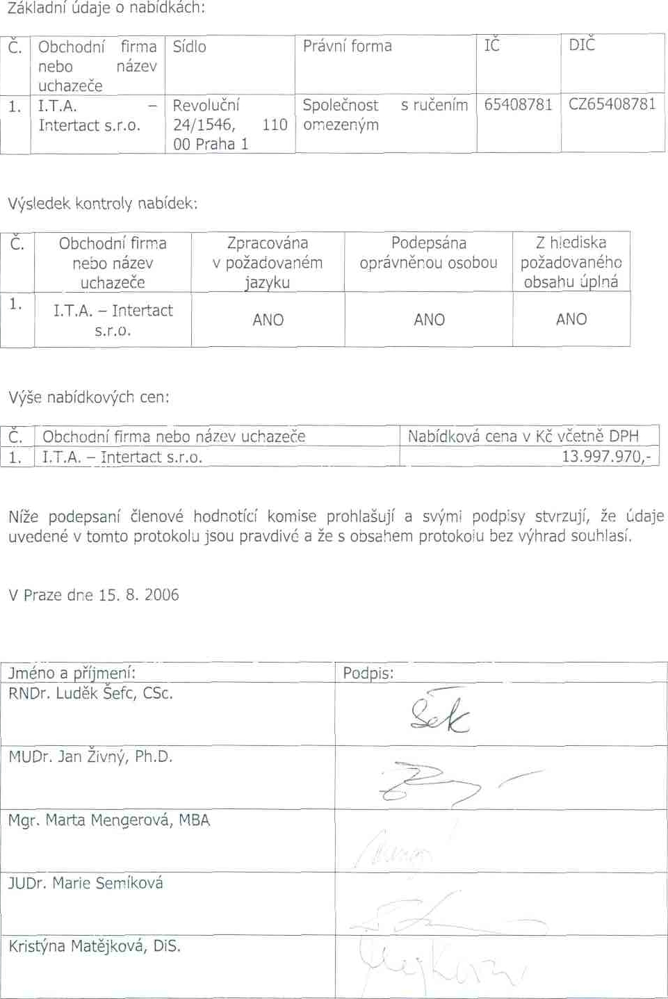 Základní údaje o nabídkách:
Č. Obchodní firma Sídlo Právní forma IČ DIČ
nebo název
uchazeče
1. I.T.A. – Revoluční Společnost s ručením 65408781 CZ65408781
Intertact s.r.o. 24/1546, 110 omezeným
00 Praha 1
Výsledek kontroly nabídek:
Č. Obchodní firma Zpracována Podepsána Z hlediska
nebo název v požadovaném oprávněnou osobou požadovaného
uchazeče jazyku obsahu úplná
1. I.T.A. – Intertact ANO ANO ANO
s.r.o.
Výše nabídkových cen:
Č. Obchodní firma nebo název uchazeče Nabídková cena v Kč včetně DPH
1. I.T.A. – Intertact s.r.o. 13.997.970,-
Níže podepsaní členové hodnotící komise prohlašují a svými podpisy stvrzují, že údaje
uvedené v tomto protokolu jsou pravdivé a že s obsahem protokolu bez výhrad souhlasí.
V Praze dne 15. 8. 2006
Jméno a příjmení: Podpis:
RNDr. Luděk Šefc, CSc.
MUDr. Jan Živný, Ph.D.
Mgr. Marta Mengerová, MBA
JUDr. Marie Semíková
Kristýna Matějková, DiS.